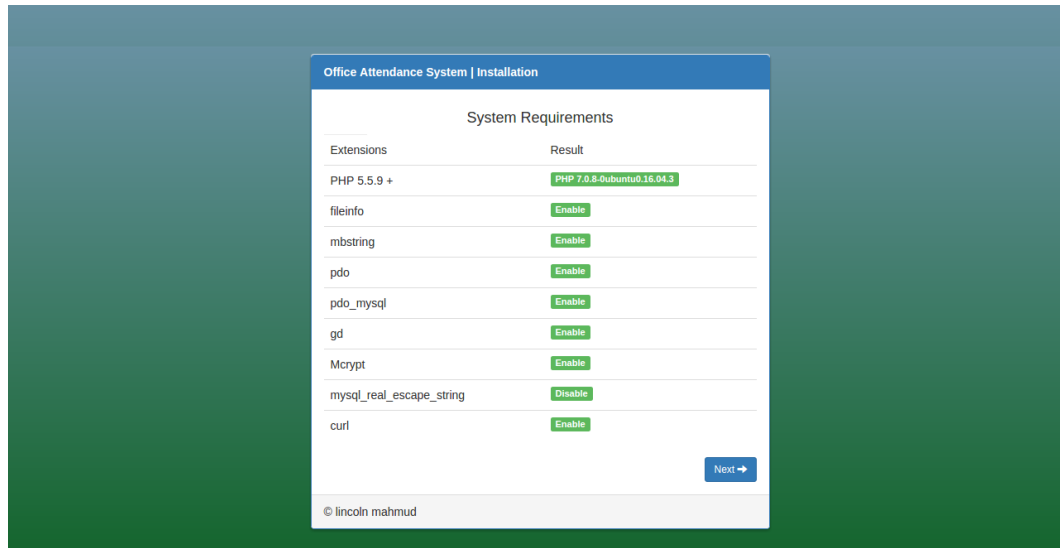 Office Attendance System | Installation
System Requirements
Extensions Result
PHP 5.5.9 + PHP 7.0.8-0ubuntu0.16.04.3
fileinfo Enable
mbstring Enable
pdo Enable
pdo_mysql Enable
gd Enable
Mcrypt Enable
mysql_real_escape_string Disable
curl Enable
Next
© lincoln mahmud